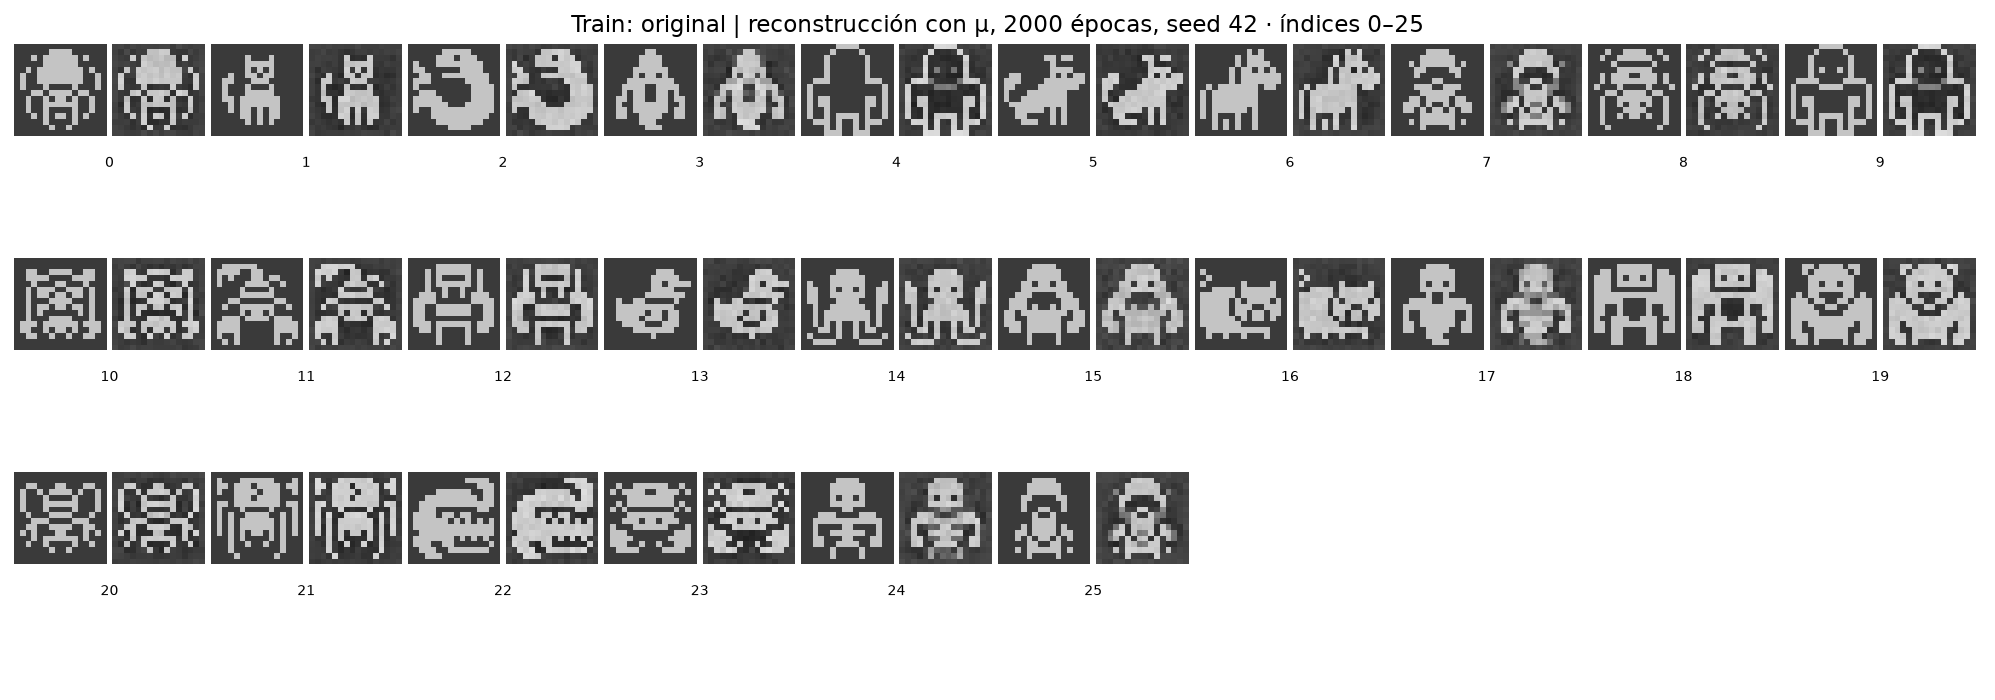 Train: original | reconstrucción con μ, 2000 épocas, seed 42 · índices 0–25
0 1 2 3 4 5 6 7 8 9
10 11 12 13 14 15 16 17 18 19
20 21 22 23 24 25